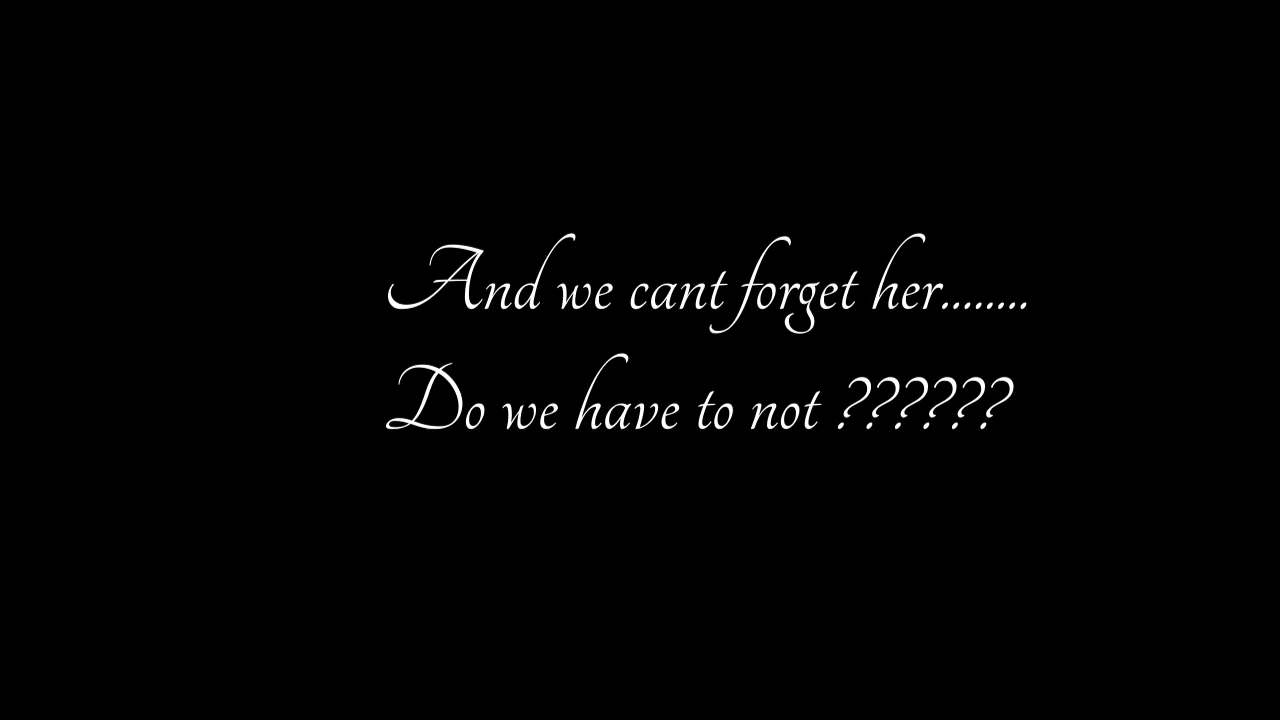 And we cant forget her........
Do we have to not ??????